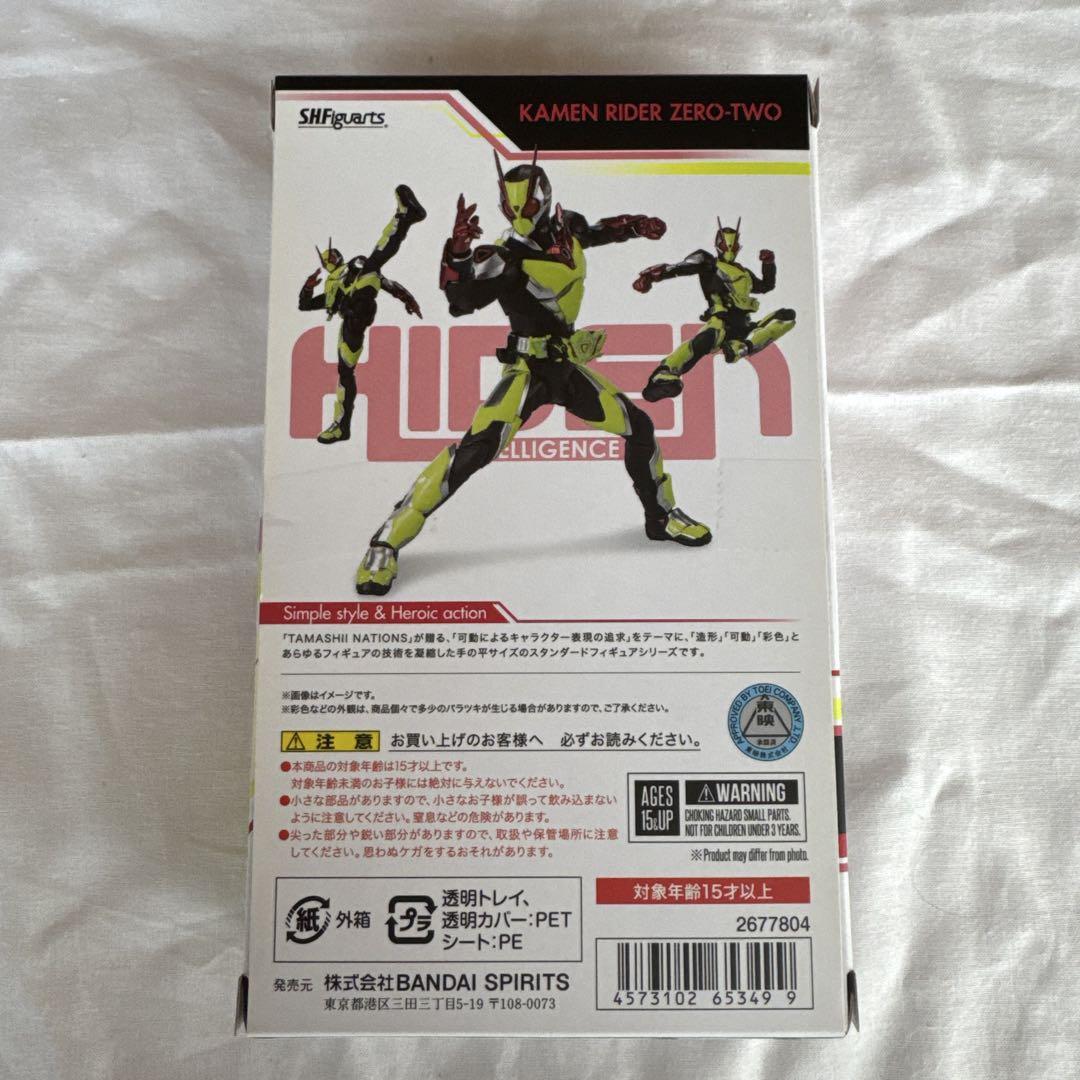 S.H.Figuarts
KAMEN RIDER ZERO-TWO
HIDEN
ELLIGENCE
Simple style & Heroic action
「TAMASHII NATIONS」が贈る、「可動によるキャラクター表現の追求」をテーマに、「造形」「可動」「彩色」と
あらゆるフィギュアの技術を凝縮した手の平サイズのスタンダードフィギュアシリーズです。
※画像はイメージです。
※彩色などの外観は、商品個々で多少のバラツキが生じる場合がありますので、ご了承ください。
APPROVED BY TOEI COMPANY, LTD.
東映
東映株式会社
注意 お買い上げのお客様へ 必ずお読みください。
●本商品の対象年齢は15才以上です。
対象年齢未満のお子様には絶対に与えないでください。
●小さな部品がありますので、小さなお子様が誤って飲み込まない
ように注意してください。窒息などの危険があります。
●尖った部分や鋭い部分がありますので、取扱や保管場所に注意
してください。思わぬケガをするおそれがあります。
AGES
15&UP
WARNING
CHOKING HAZARD SMALL PARTS.
NOT FOR CHILDREN UNDER 3 YEARS.
※Product may differ from photo.
紙 外箱
プラ 透明トレイ、
透明カバー:PET
シート:PE
対象年齢15才以上
2677804
4573102 65349 9
発売元 株式会社BANDAI SPIRITS
東京都港区三田三丁目5-19 〒108-0073